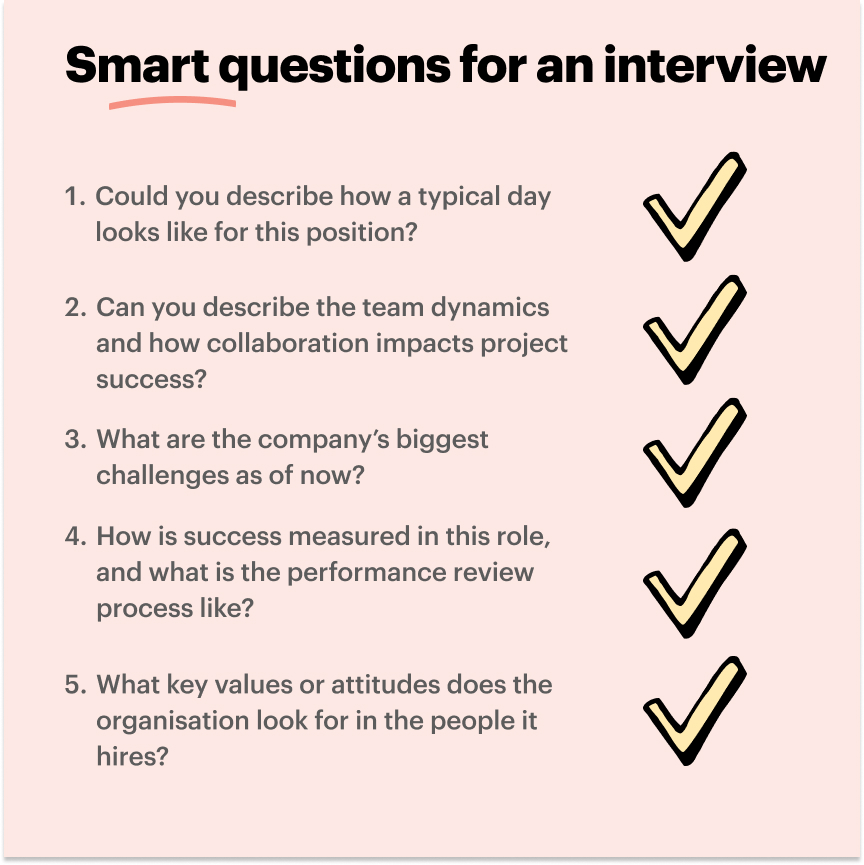 Smart questions for an interview
1. Could you describe how a typical day
looks like for this position?
2. Can you describe the team dynamics
and how collaboration impacts project
success?
3. What are the company’s biggest
challenges as of now?
4. How is success measured in this role,
and what is the performance review
process like?
5. What key values or attitudes does the
organisation look for in the people it
hires?